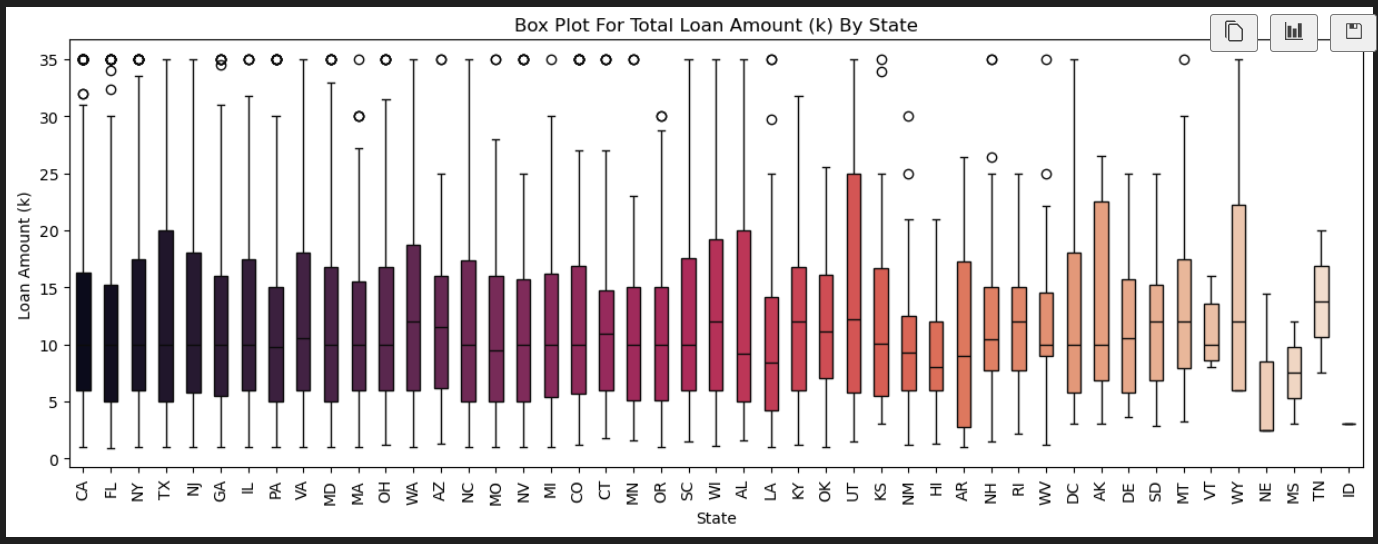 Box Plot For Total Loan Amount (k) By State
Loan Amount (k)
35
30
25
20
15
10
5
0
CA FL NY TX NJ GA IL PA VA MD MA OH WA AZ NC MO NV MI CO CT MN OR SC WI AL LA KY OK UT KS NM HI AR NH RI WV DC AK DE SD MT VT WY NE MS TN ID
State